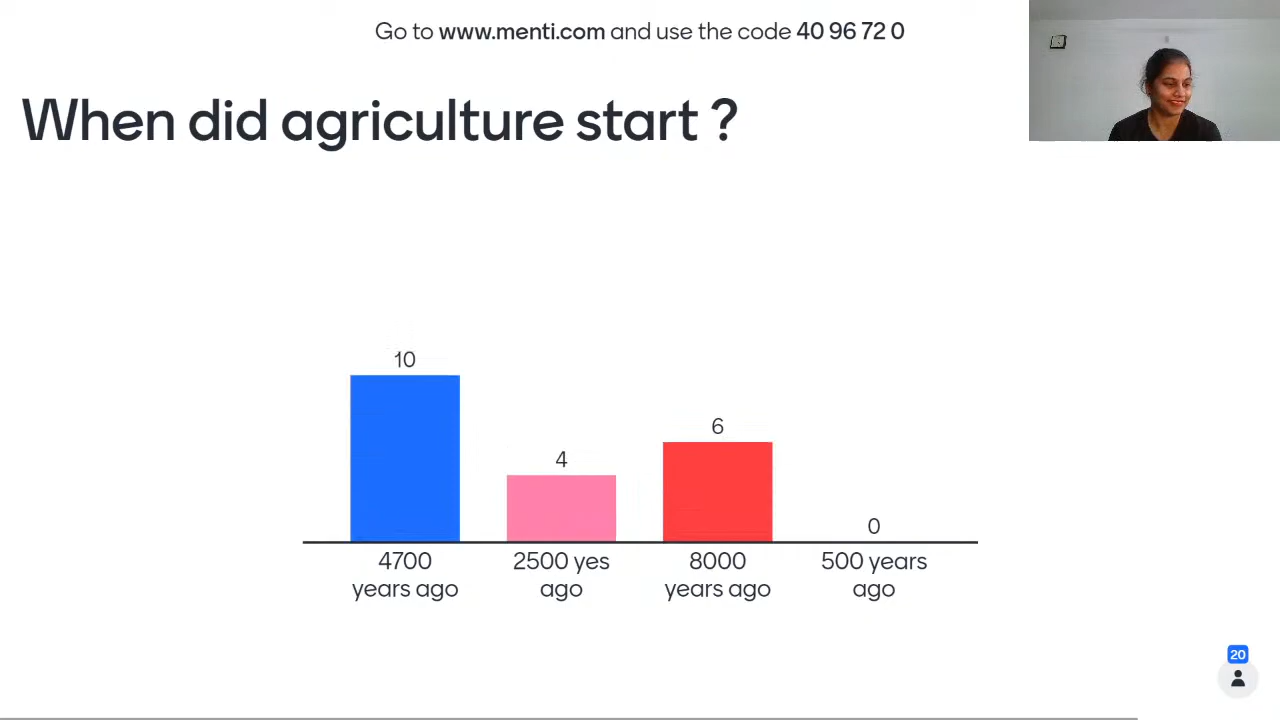 Go to www.menti.com and use the code 40 96 72 0
When did agriculture start ?
10
4
6
0
4700
years ago
2500 yes
ago
8000
years ago
500 years
ago
20